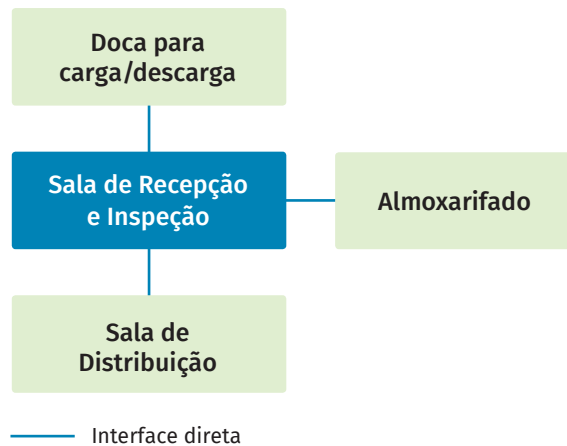 Doca para
carga/descarga
Sala de Recepção
e Inspeção
Almoxarifado
Sala de
Distribuição
Interface direta